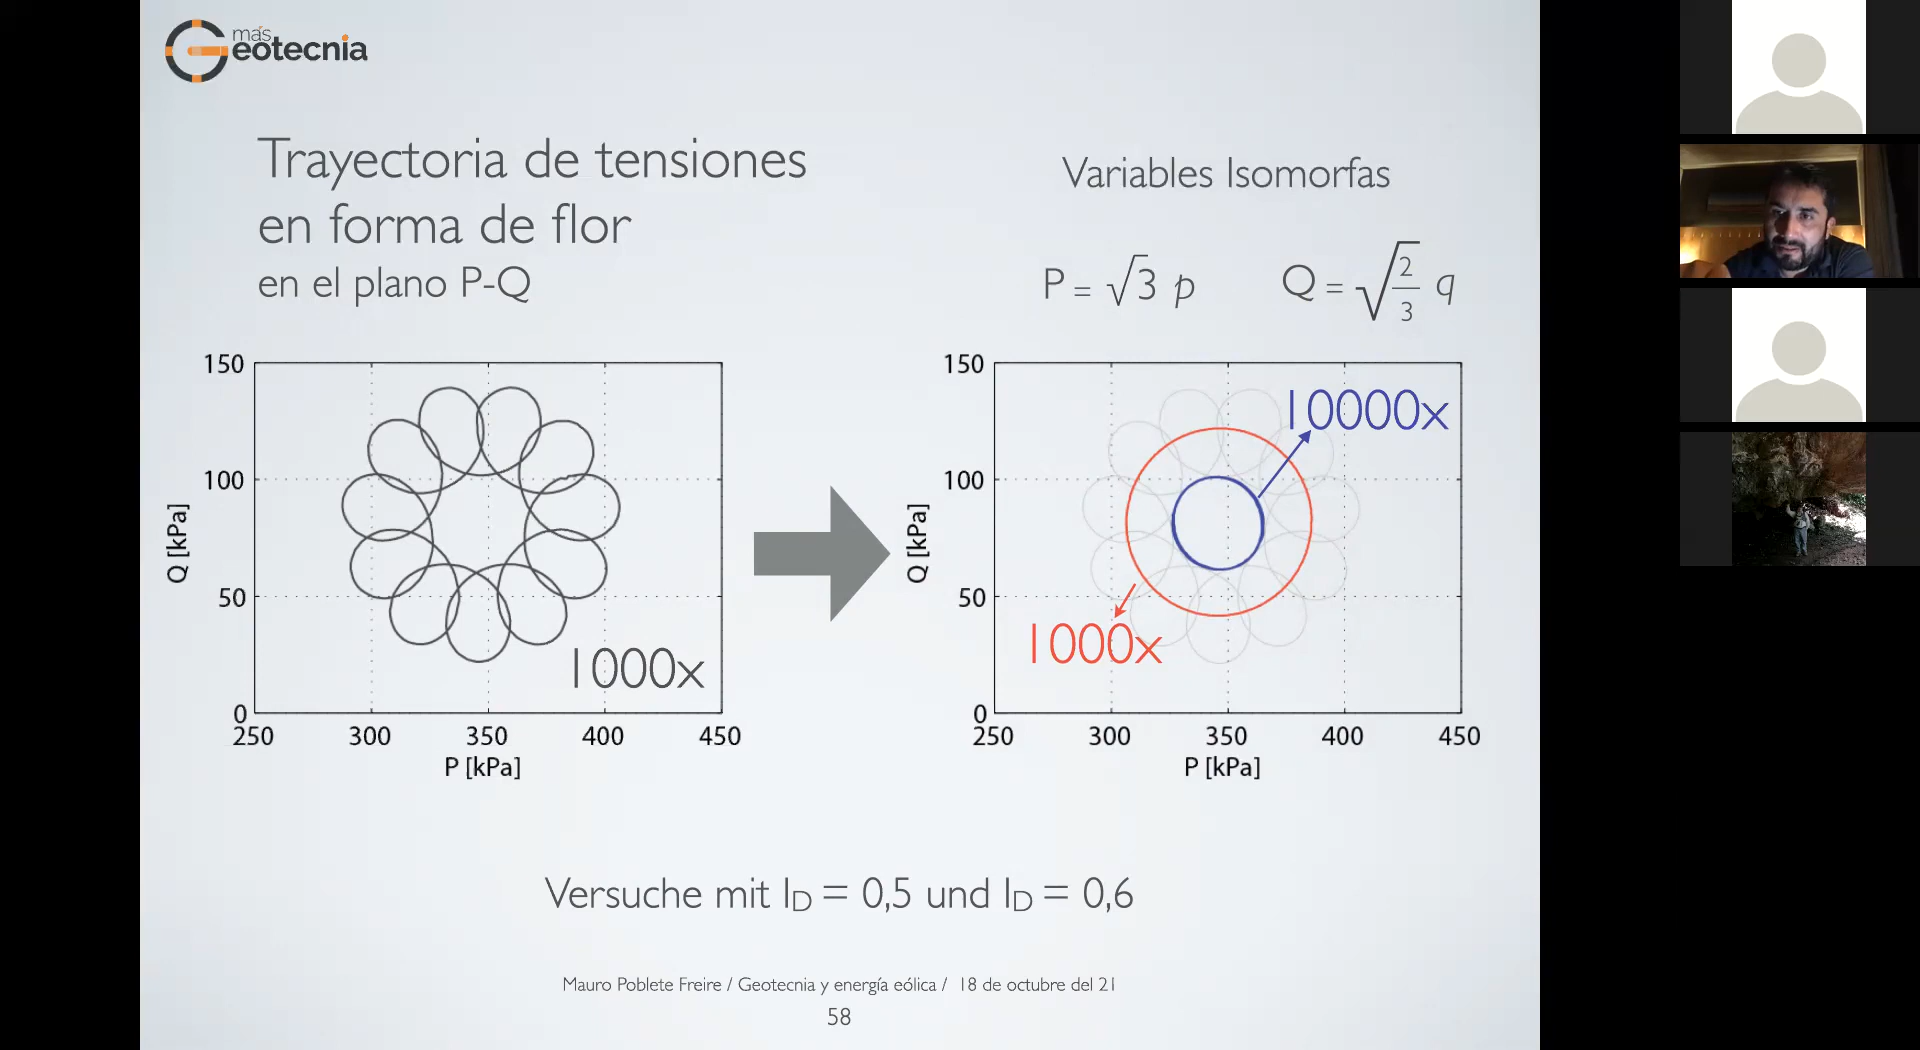 más
Geotecnia
Trayectoria de tensiones
en forma de flor
en el plano P-Q
Variables Isomorfas
P = √3 p
Q = √2/3 q
150
100
50
0
250 300 350 400 450
Q [kPa]
P [kPa]
1000x
150
100
50
0
250 300 350 400 450
Q [kPa]
P [kPa]
10000x
1000x
Versuche mit ID = 0,5 und ID = 0,6
Mauro Poblete Freire / Geotecnia y energía eólica / 18 de octubre del 21
58